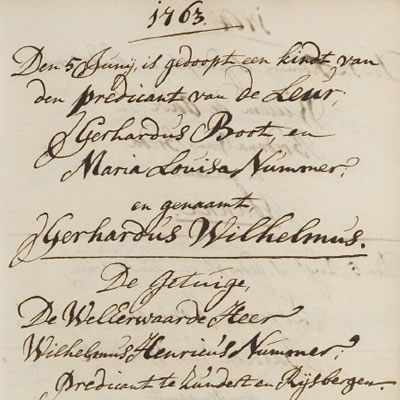 1763.
Den 5 Junij, is gedoopt een kindt van
den predicant van de Leur,
Gerhardus Boot, en
Maria Louisa Nummer,
en genaamt
Gerhardus Wilhelmus.
De Getuige,
De WelEerwaarde Heer
Wilhelmus Henricus Nummer,
Predicant te Zundert en Rijsbergen.